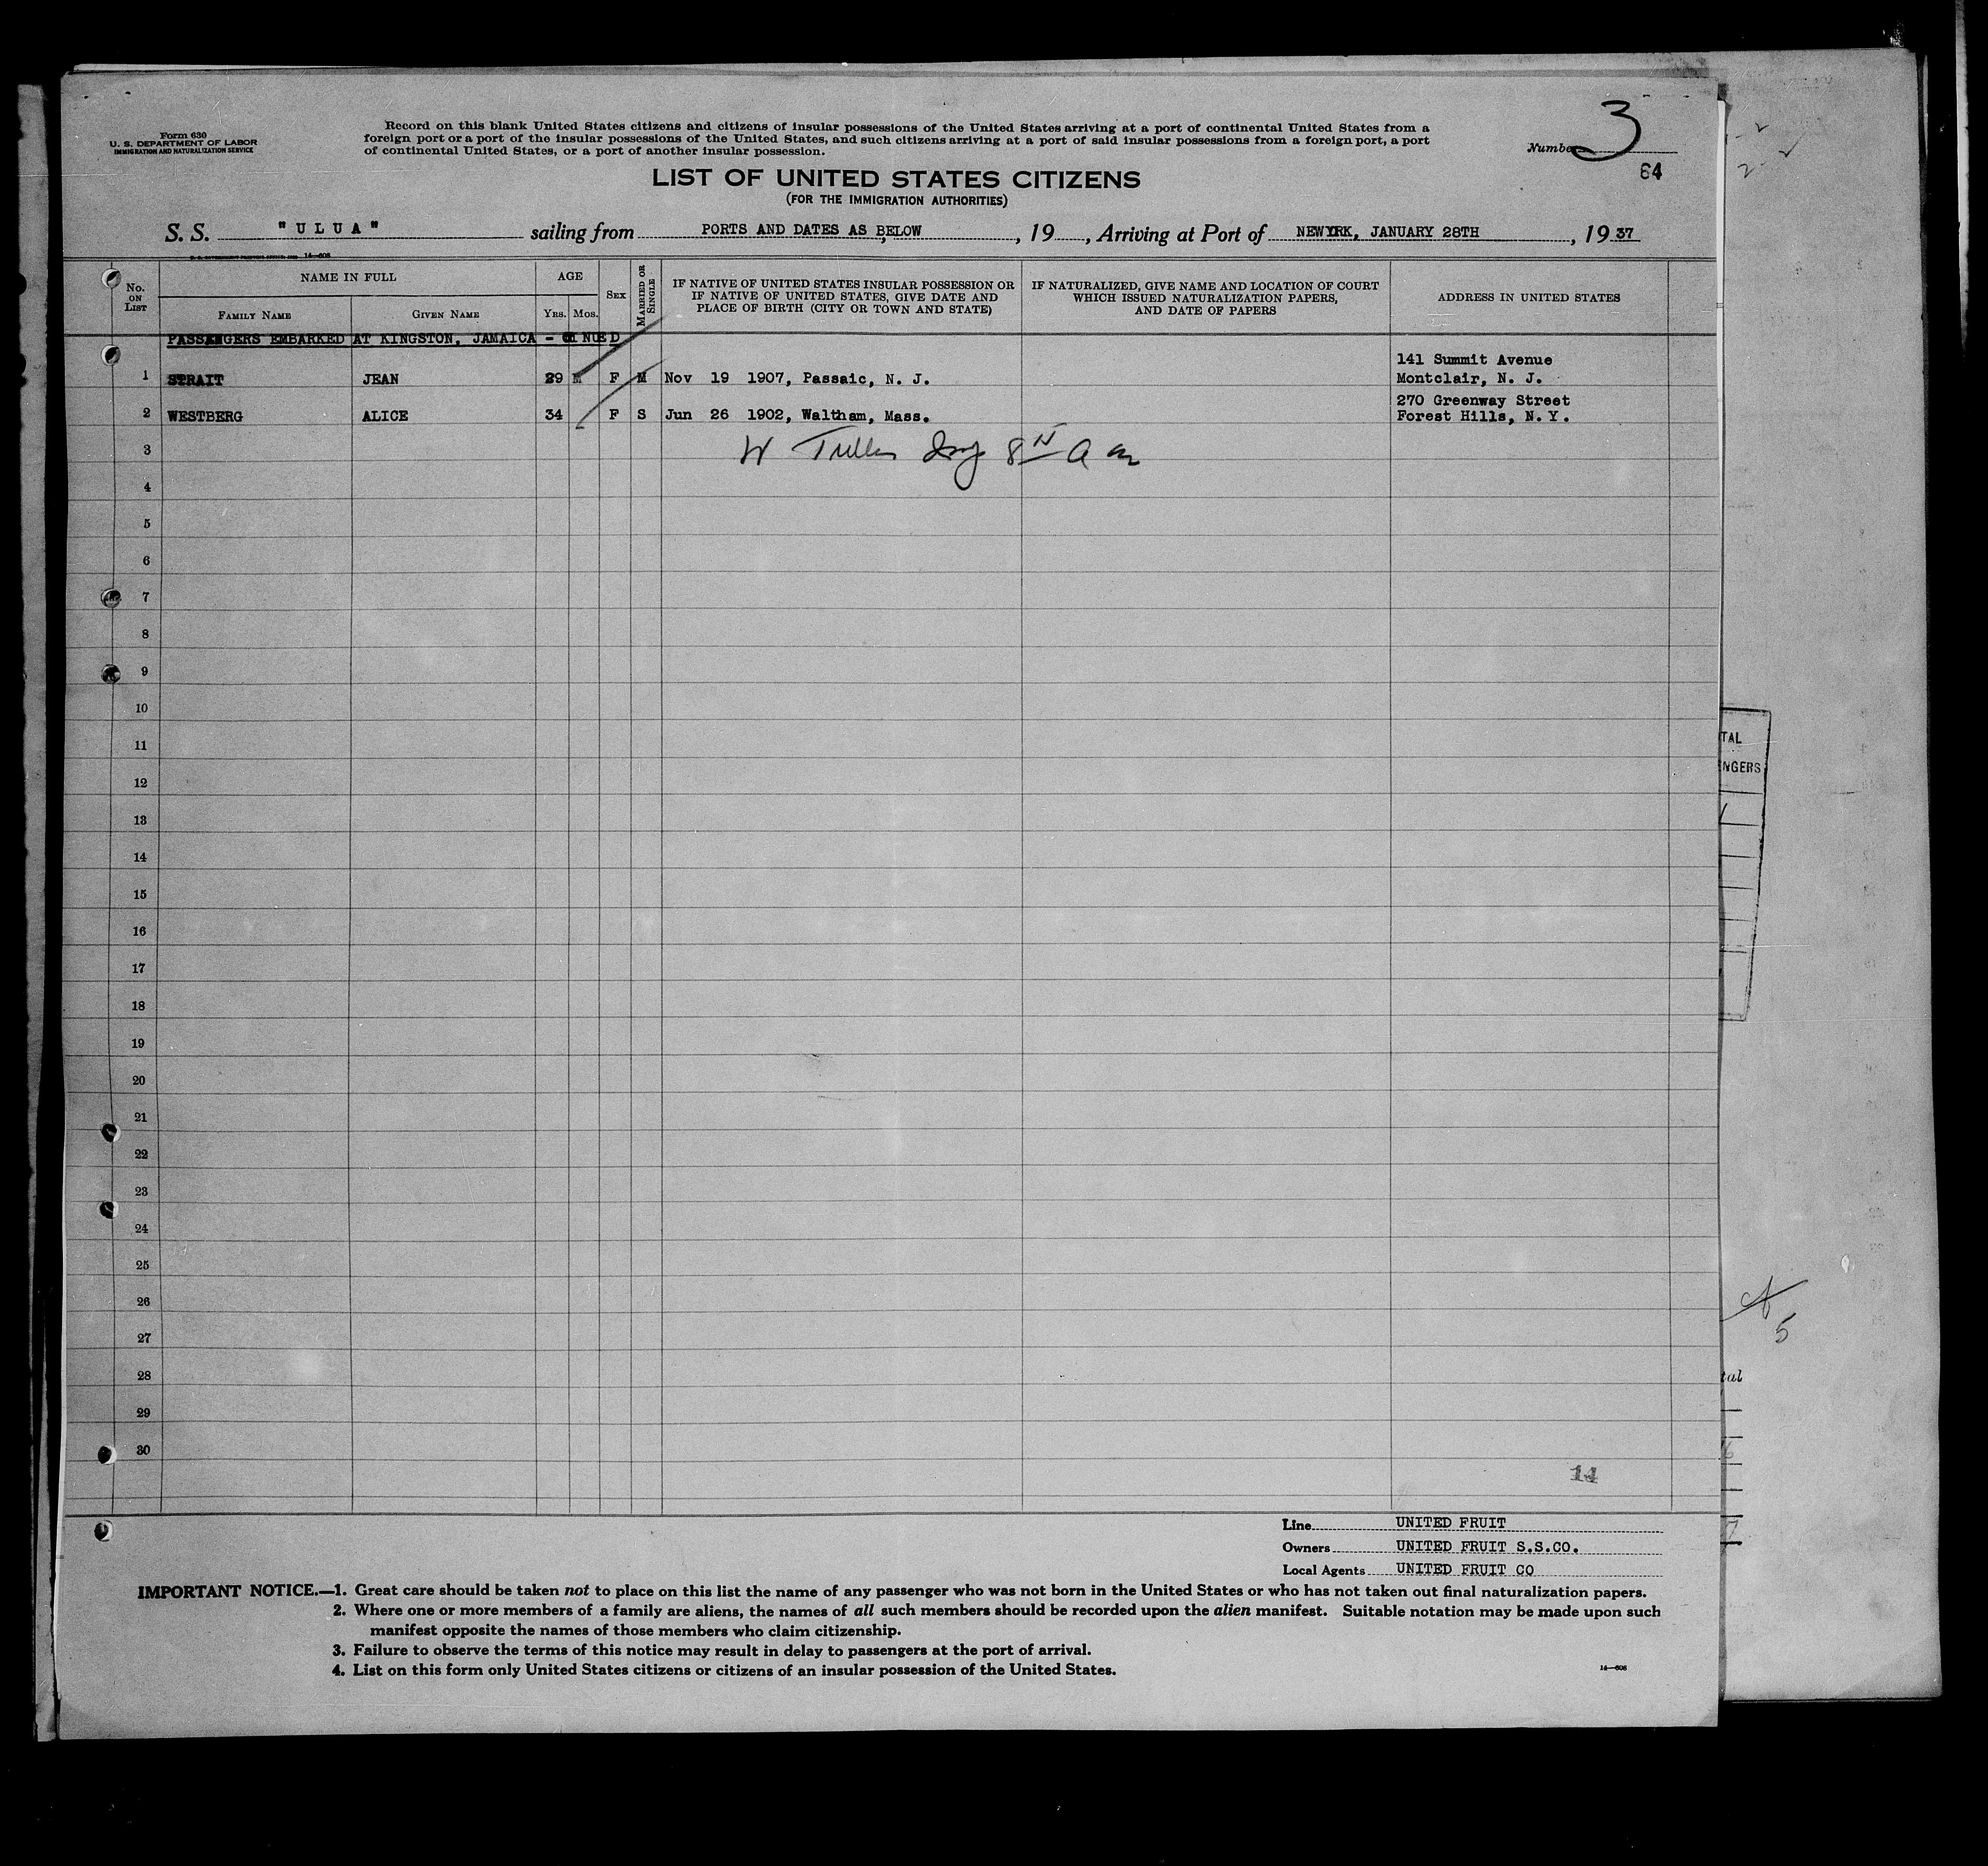 Form 630
U. S. DEPARTMENT OF LABOR
IMMIGRATION AND NATURALIZATION SERVICE
Record on this blank United States citizens and citizens of insular possessions of the United States arriving at a port of continental United States from a
foreign port or a port of the insular possessions of the United States, and such citizens arriving at a port of said insular possessions from a foreign port, a port
of continental United States, or a port of another insular possession.
Number 3
64
LIST OF UNITED STATES CITIZENS
(FOR THE IMMIGRATION AUTHORITIES)
S. S. "ULUA" sailing from PORTS AND DATES AS BELOW, 19, Arriving at Port of NEWYRK, JANUARY 28TH, 19 37
14—608
No. ON LIST
NAME IN FULL
FAMILY NAME
GIVEN NAME
AGE
YRS. MOS.
SEX
MARRIED OR SINGLE
IF NATIVE OF UNITED STATES INSULAR POSSESSION OR
IF NATIVE OF UNITED STATES, GIVE DATE AND
PLACE OF BIRTH (CITY OR TOWN AND STATE)
IF NATURALIZED, GIVE NAME AND LOCATION OF COURT
WHICH ISSUED NATURALIZATION PAPERS,
AND DATE OF PAPERS
ADDRESS IN UNITED STATES
PASSENGERS EMBARKED AT KINGSTON, JAMAICA -
141 Summit Avenue
1 STRAIT JEAN 29 F M Nov 19 1907, Passaic, N. J. Montclair, N. J.
270 Greenway Street
2 WESTBERG ALICE 34 F S Jun 26 1902, Waltham, Mass. Forest Hills, N.Y.
3
4
5
6
7
8
9
10
11
12
13
14
15
16
17
18
19
20
21
22
23
24
25
26
27
28
29
30
14
TAL
NGERS
5
tal
Line UNITED FRUIT
Owners UNITED FRUIT S.S.CO.
Local Agents UNITED FRUIT CO
IMPORTANT NOTICE.—1. Great care should be taken not to place on this list the name of any passenger who was not born in the United States or who has not taken out final naturalization papers.
2. Where one or more members of a family are aliens, the names of all such members should be recorded upon the alien manifest. Suitable notation may be made upon such
manifest opposite the names of those members who claim citizenship.
3. Failure to observe the terms of this notice may result in delay to passengers at the port of arrival.
4. List on this form only United States citizens or citizens of an insular possession of the United States.
14—608